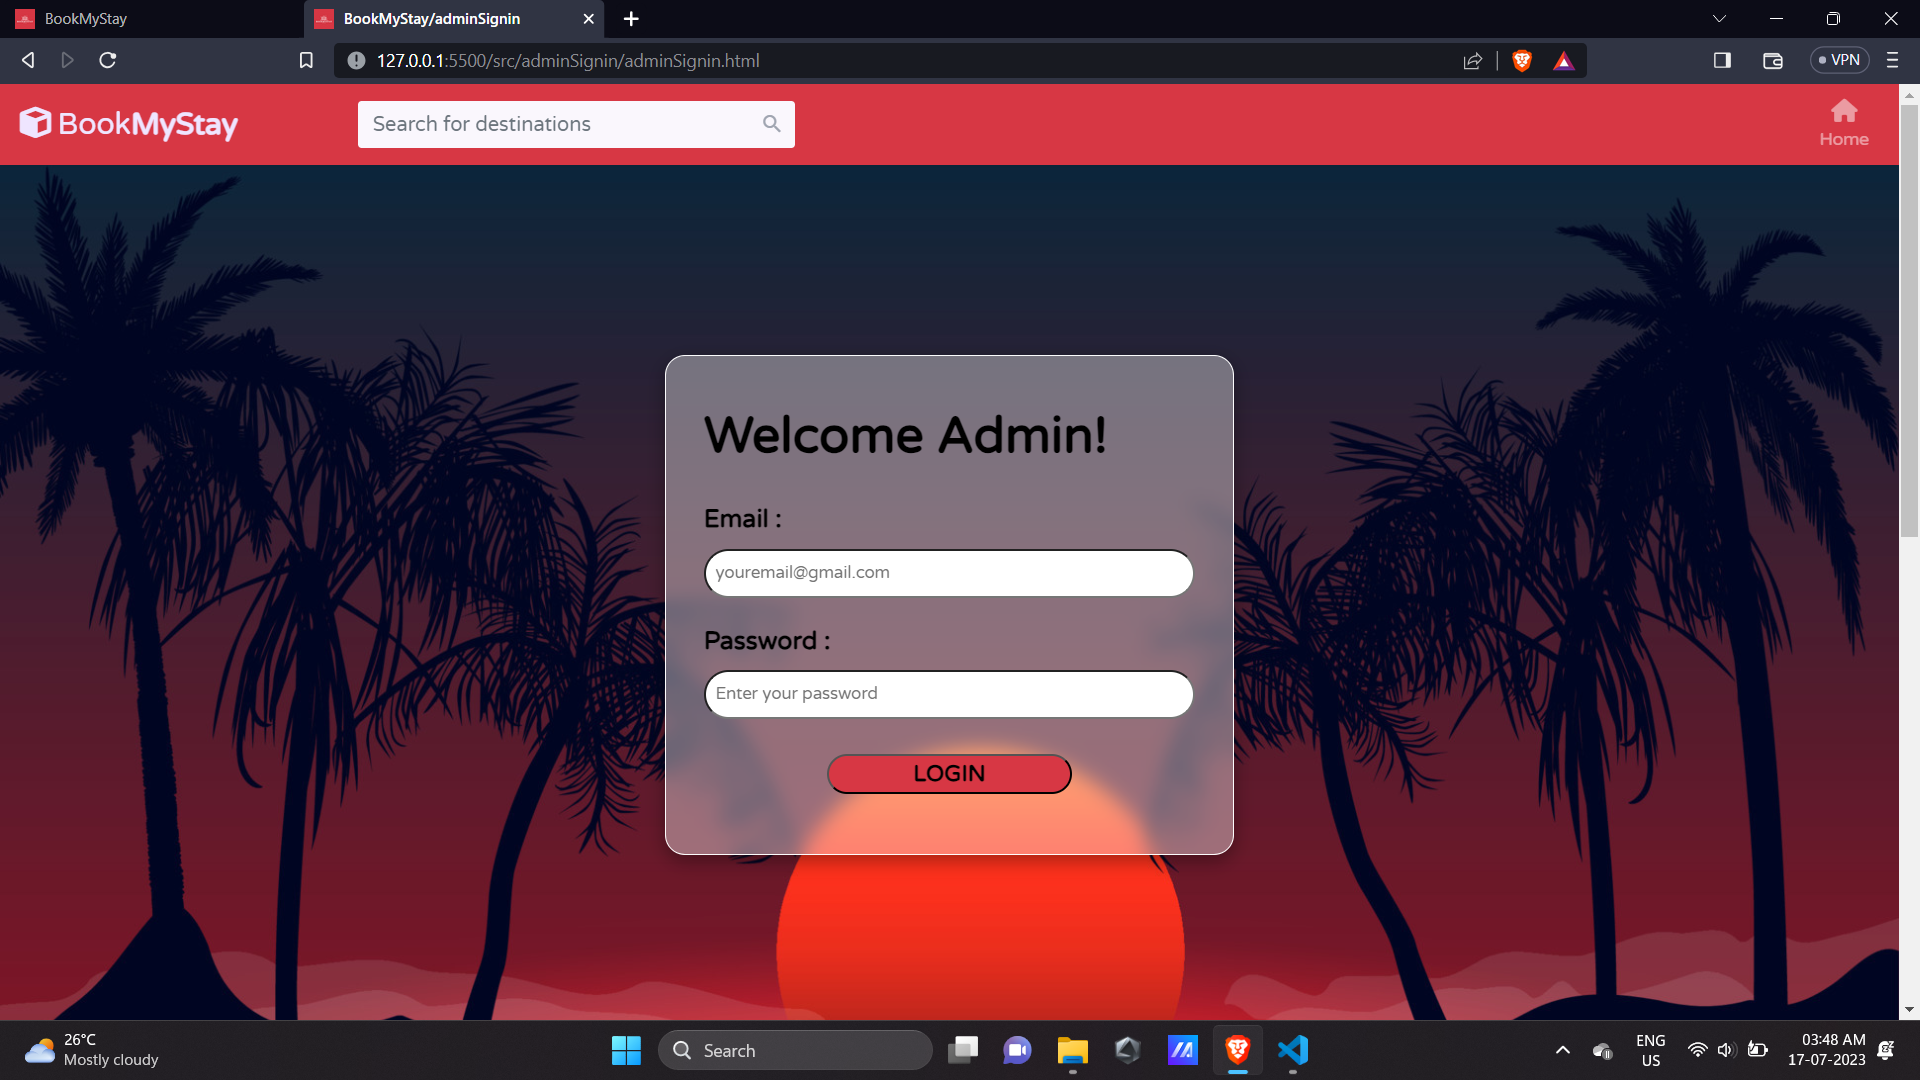 BookMyStay
BookMyStay/adminSignin
127.0.0.1:5500/src/adminSignin/adminSignin.html
VPN
BookMyStay
Search for destinations
Home
Welcome Admin!
Email :
youremail@gmail.com
Password :
Enter your password
LOGIN
26°C
Mostly cloudy
Search
ENG
US
03:48 AM
17-07-2023